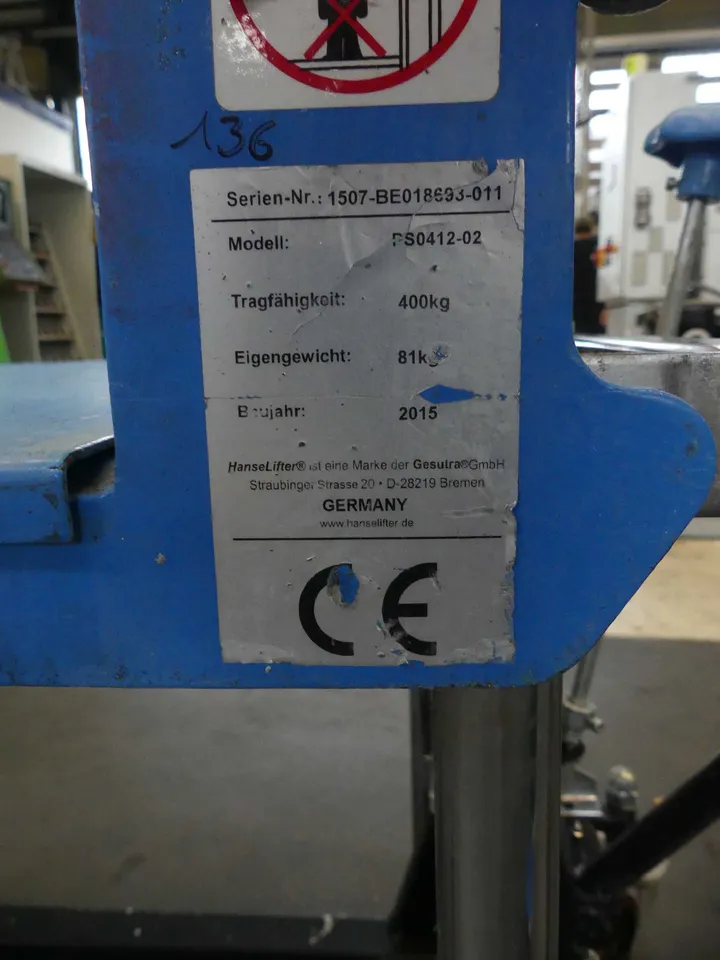 136
Serien-Nr.: 1507-BE018693-011
Modell: PS0412-02
Tragfähigkeit: 400kg
Eigengewicht: 81kg
Baujahr: 2015
HanseLifter® ist eine Marke der Gesutra®GmbH
Straubinger Strasse 20 • D-28219 Bremen
GERMANY
www.hanselifter.de
CE